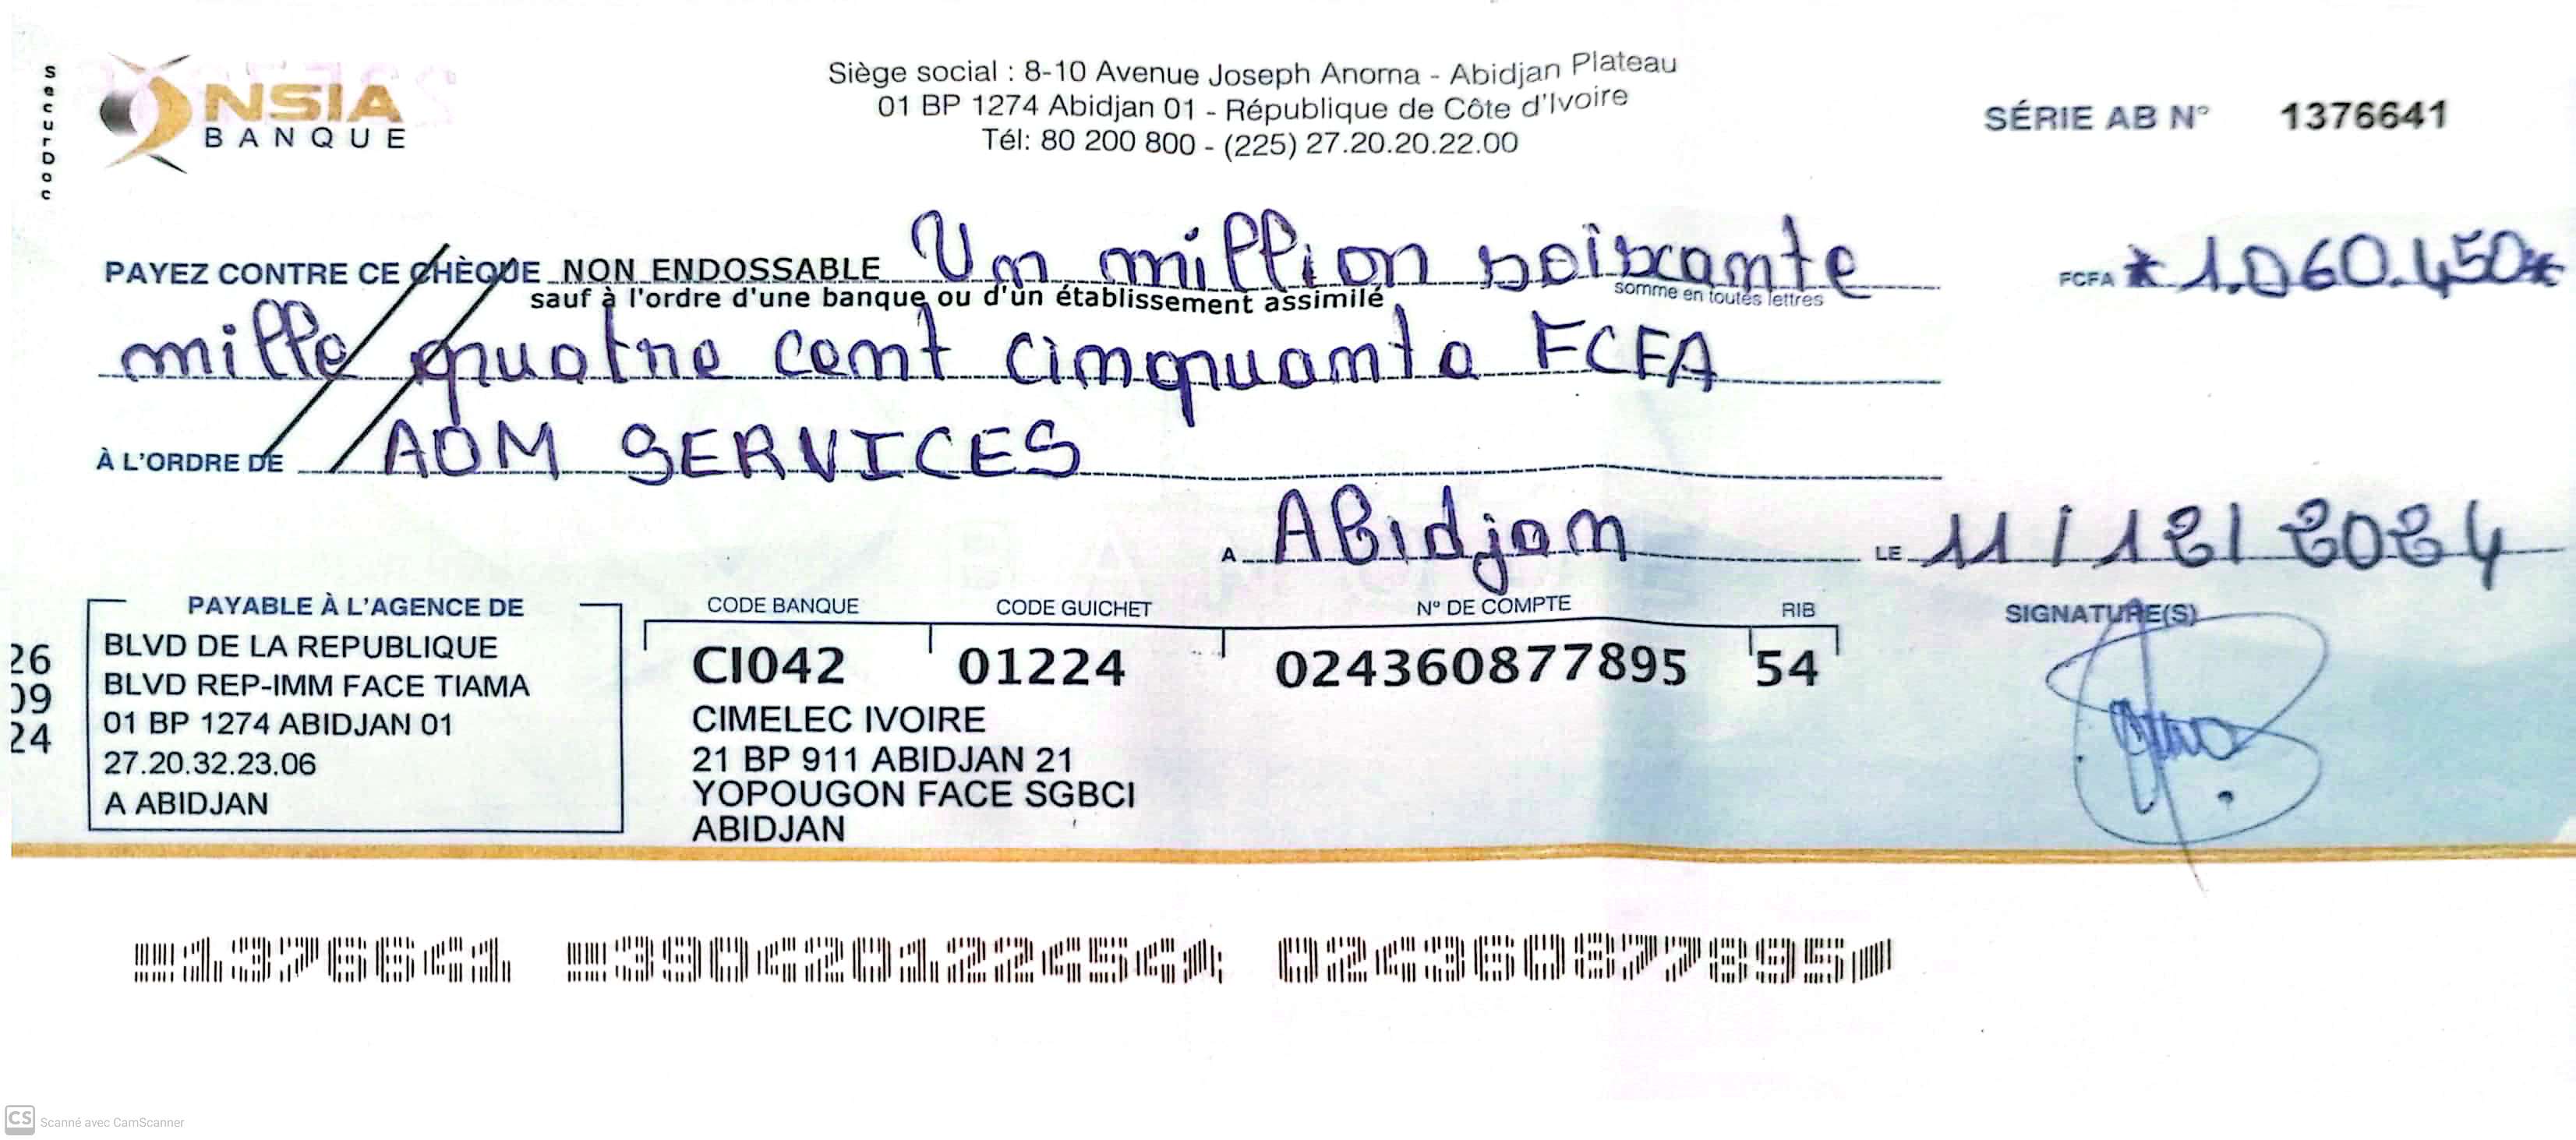 securDoc
NSIA
BANQUE
Siège social : 8-10 Avenue Joseph Anoma - Abidjan Plateau
01 BP 1274 Abidjan 01 - République de Côte d'Ivoire
Tél: 80 200 800 - (225) 27.20.20.22.00
SÉRIE AB N° 1376641
PAYEZ CONTRE CE CHÈQUE NON ENDOSSABLE Un million soixante
sauf à l'ordre d'une banque ou d'un établissement assimilé
somme en toutes lettres
FCFA *1.060.450*
mille quatre cent cinquante FCFA
À L'ORDRE DE ADM SERVICES
A Abidjan LE 11/12/2024
PAYABLE À L'AGENCE DE
BLVD DE LA REPUBLIQUE
BLVD REP-IMM FACE TIAMA
01 BP 1274 ABIDJAN 01
27.20.32.23.06
A ABIDJAN
26
09
24
CODE BANQUE CODE GUICHET N° DE COMPTE RIB
CI042 01224 024360877895 54
CIMELEC IVOIRE
21 BP 911 ABIDJAN 21
YOPOUGON FACE SGBCI
ABIDJAN
SIGNATURE(S)
1376641 390420122454 024360877895
CS Scanné avec CamScanner